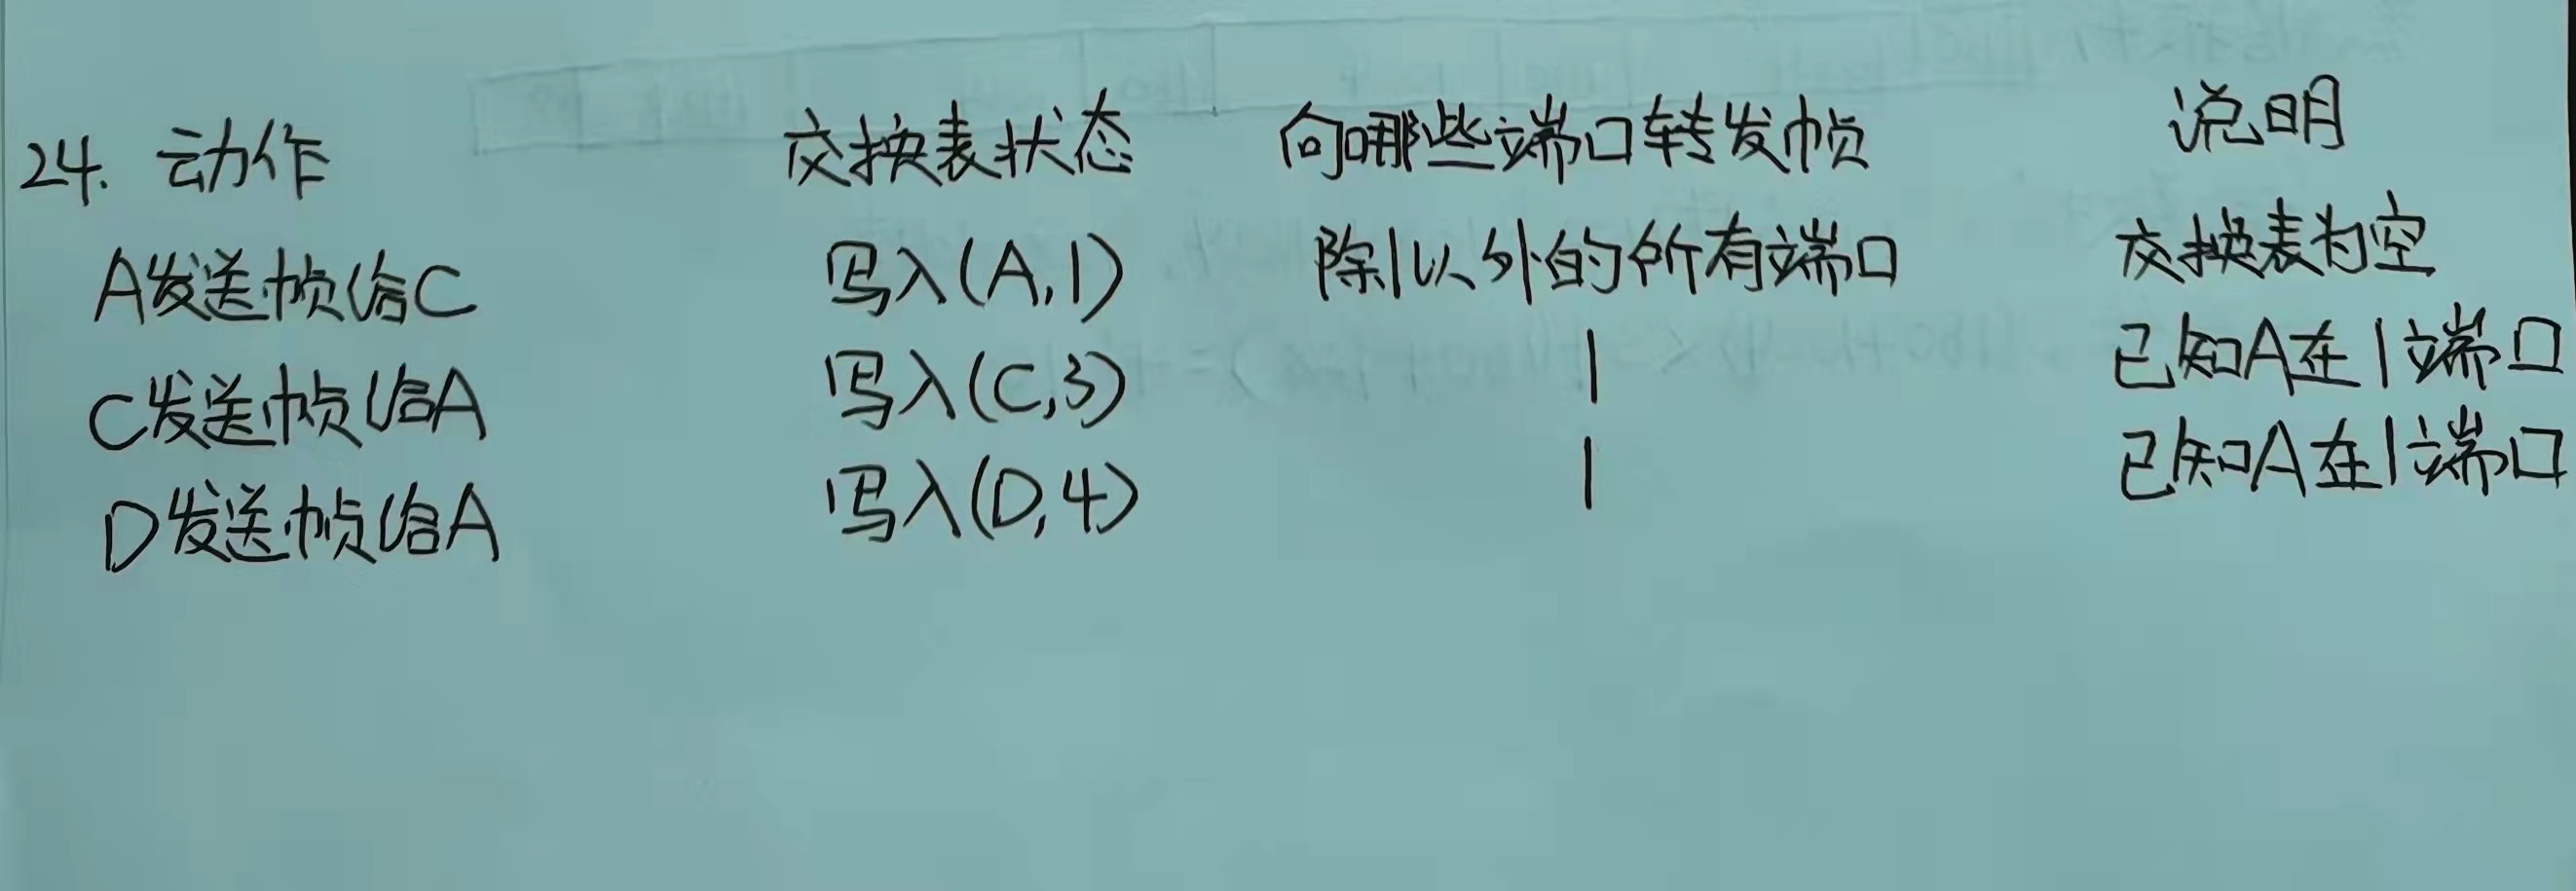 24. 动作 交换表状态 向哪些端口转发帧 说明
A发送帧给C 写入(A,1) 除1以外的所有端口 交换表为空
C发送帧给A 写入(C,3) 1 已知A在1端口
D发送帧给A 写入(D,4) 1 已知A在1端口